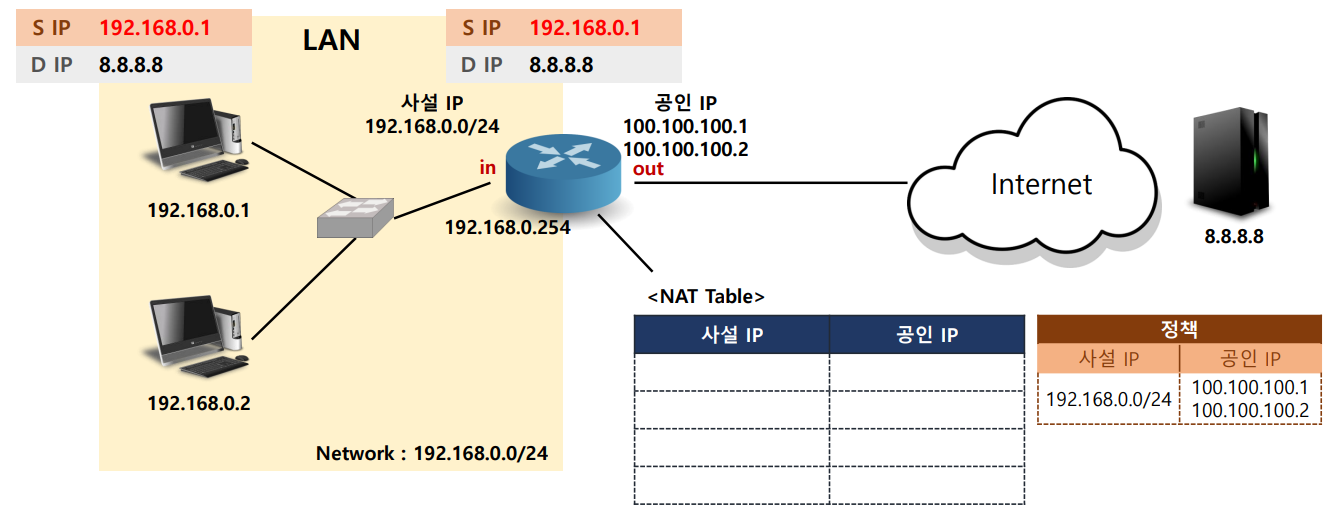 S IP 192.168.0.1
D IP 8.8.8.8
LAN
S IP 192.168.0.1
D IP 8.8.8.8
사설 IP
192.168.0.0/24
공인 IP
100.100.100.1
100.100.100.2
in
out
192.168.0.1
192.168.0.254
Internet
8.8.8.8
192.168.0.2
Network : 192.168.0.0/24
<NAT Table>
사설 IP 공인 IP
정책
사설 IP 공인 IP
192.168.0.0/24
100.100.100.1
100.100.100.2